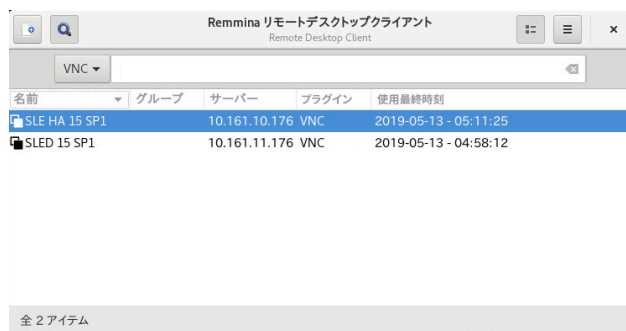 Remmina リモートデスクトップクライアント
Remote Desktop Client
VNC
名前 グループ サーバー プラグイン 使用最終時刻
SLE HA 15 SP1 10.161.10.176 VNC 2019-05-13 - 05:11:25
SLED 15 SP1 10.161.11.176 VNC 2019-05-13 - 04:58:12
全 2 アイテム